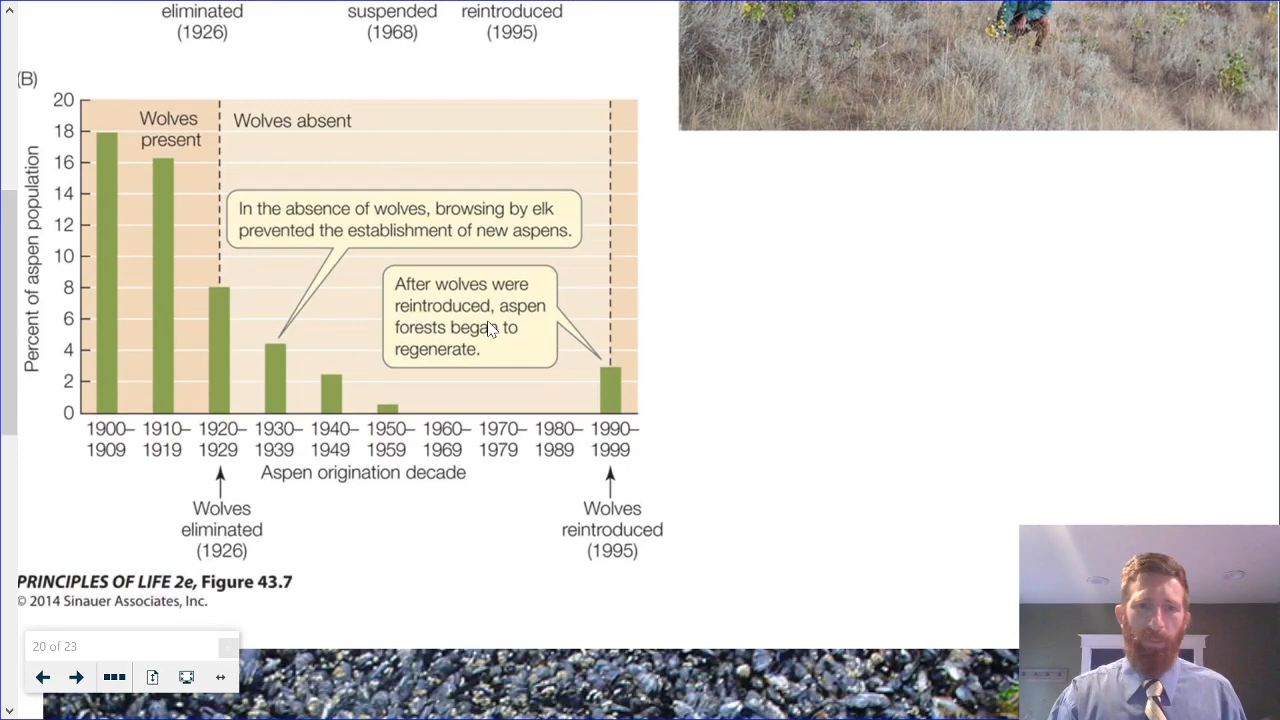 eliminated
(1926)
suspended
(1968)
reintroduced
(1995)
(B)
Percent of aspen population
20
18
16
14
12
10
8
6
4
2
0
Wolves
present
Wolves absent
In the absence of wolves, browsing by elk
prevented the establishment of new aspens.
After wolves were
reintroduced, aspen
forests began to
regenerate.
1900–
1909
1910–
1919
1920–
1929
1930–
1939
1940–
1949
1950–
1959
1960–
1969
1970–
1979
1980–
1989
1990–
1999
Aspen origination decade
Wolves
eliminated
(1926)
Wolves
reintroduced
(1995)
PRINCIPLES OF LIFE 2e, Figure 43.7
© 2014 Sinauer Associates, Inc.
20 of 23